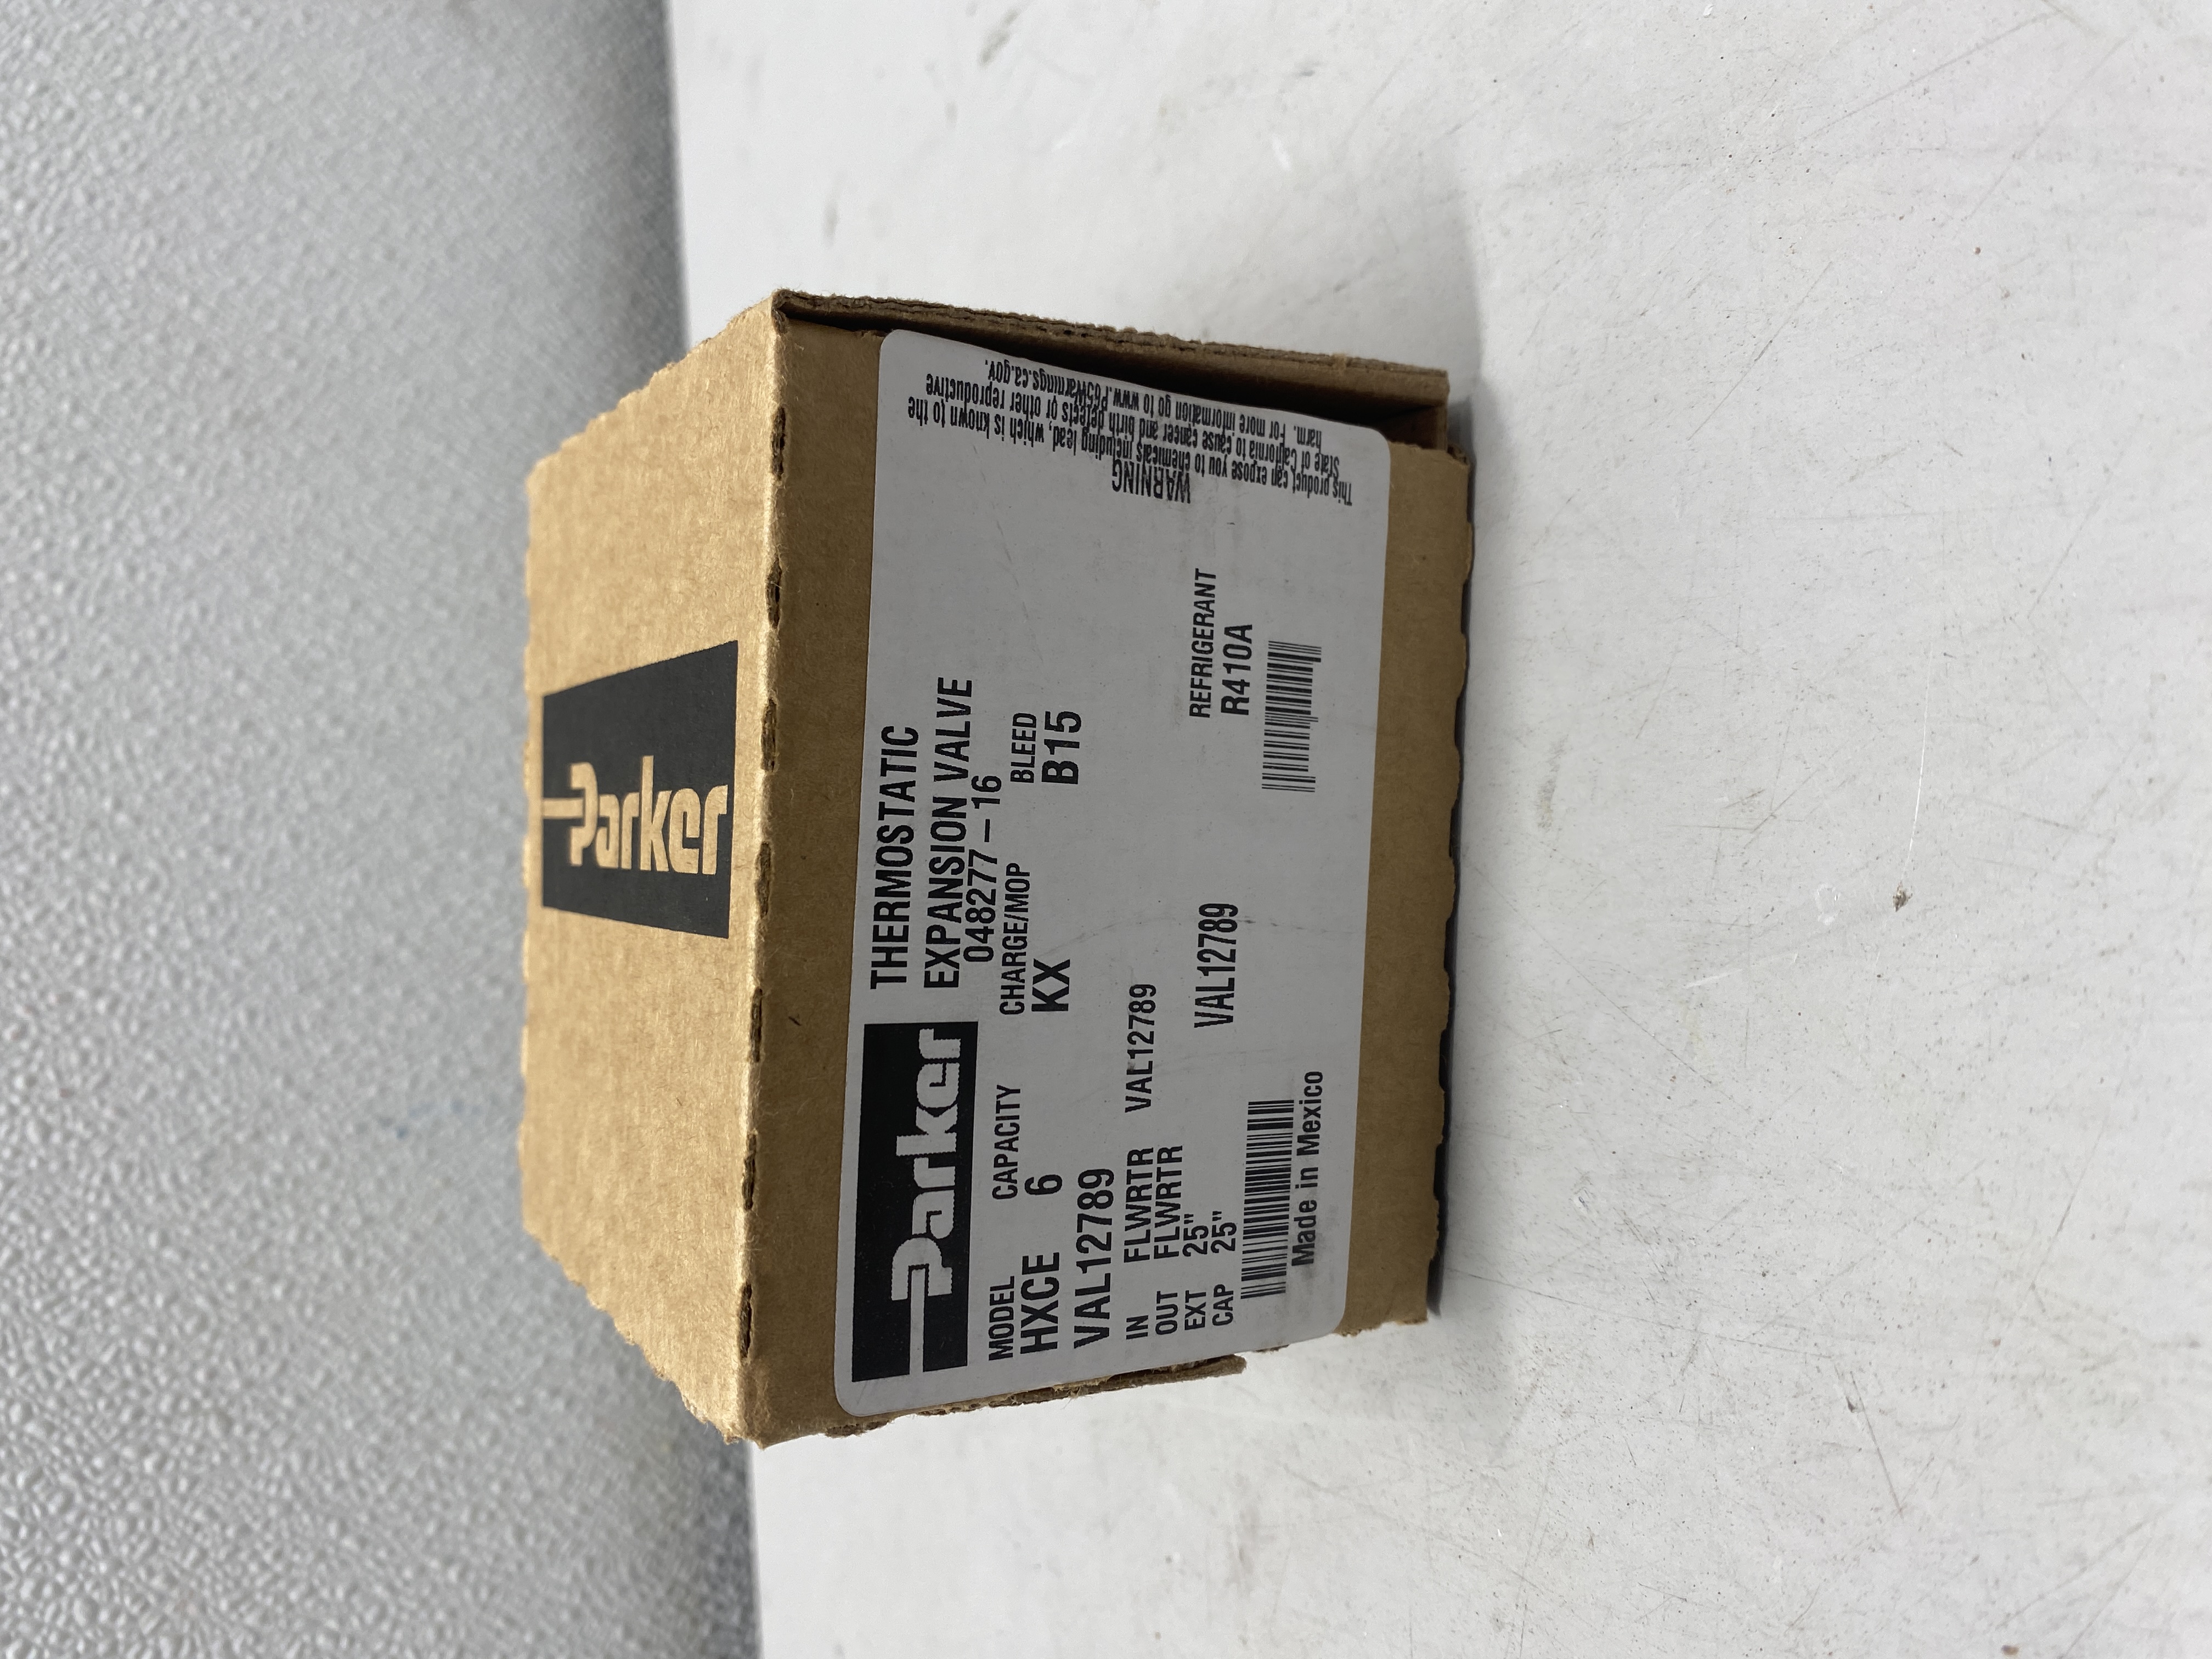 Parker
Parker
THERMOSTATIC
EXPANSION VALVE
048277-16
MODEL CAPACITY CHARGE/MOP BLEED
HXCE 6 KX B15
VAL12789
IN FLWRTR VAL12789
OUT FLWRTR
EXT 25"
CAP 25"
VAL12789
REFRIGERANT
R410A
Made in Mexico
WARNING
This product can expose you to chemicals including lead, which is known to the
State of California to cause cancer and birth defects or other reproductive
harm. For more information go to www.P65Warnings.ca.gov.